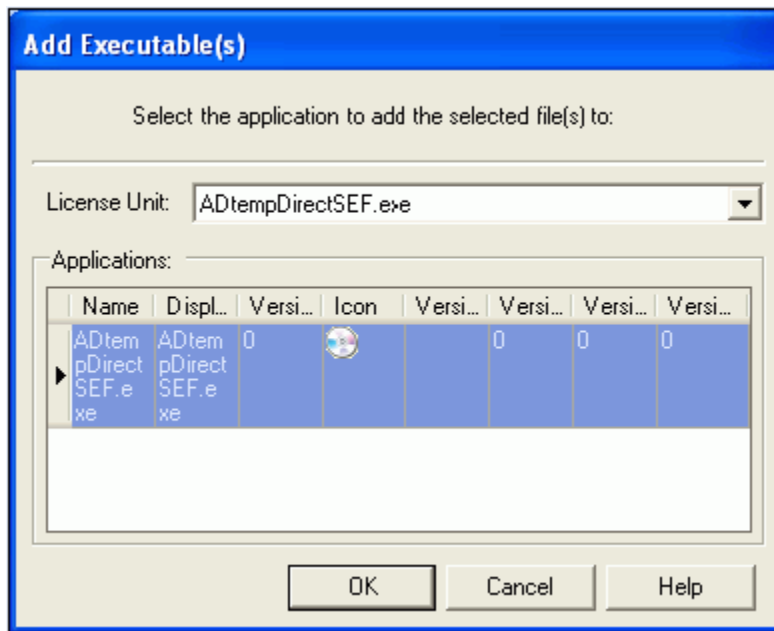 Add Executable(s)
Select the application to add the selected file(s) to:
License Unit: ADtempDirectSEF.exe
Applications:
Name Displ... Versi... Icon Versi... Versi... Versi... Versi...
ADtem ADtem 0 0 0 0
pDirect pDirect
SEF.e SEF.e
xe xe
OK Cancel Help